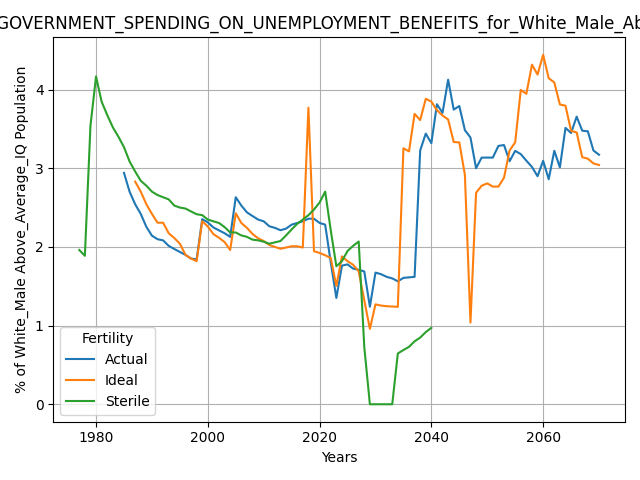 GOVERNMENT_SPENDING_ON_UNEMPLOYMENT_BENEFITS_for_White_Male_Ab
% of White_Male Above_Average_IQ Population
4
3
2
1
0
Fertility
Actual
Ideal
Sterile
1980 2000 2020 2040 2060
Years